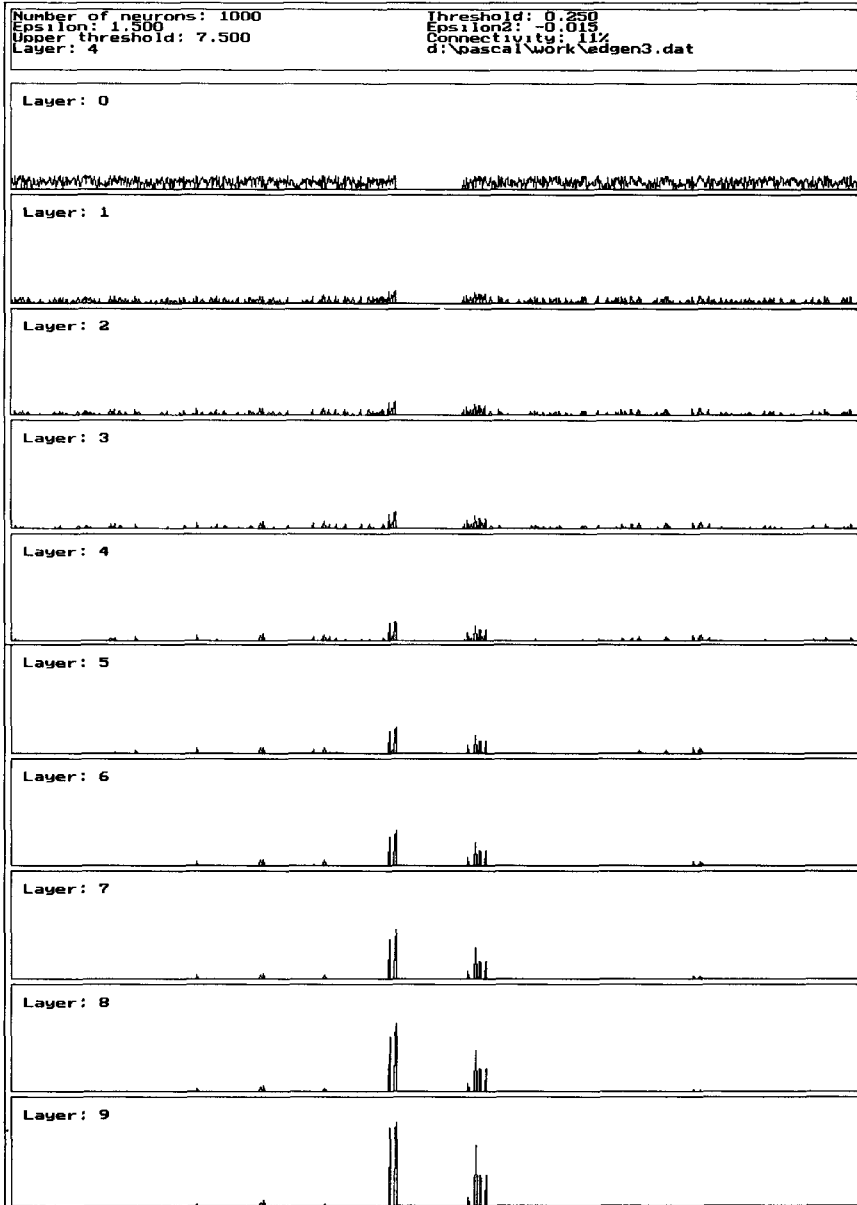 Number of neurons: 1000
Threshold: 0.250
Epsilon: 1.500
Epsilon2: -0.015
Upper threshold: 7.500
Connectivity: 11%
Layer: 4
d:\pascal\work\edgen3.dat
Layer: 0
Layer: 1
Layer: 2
Layer: 3
Layer: 4
Layer: 5
Layer: 6
Layer: 7
Layer: 8
Layer: 9